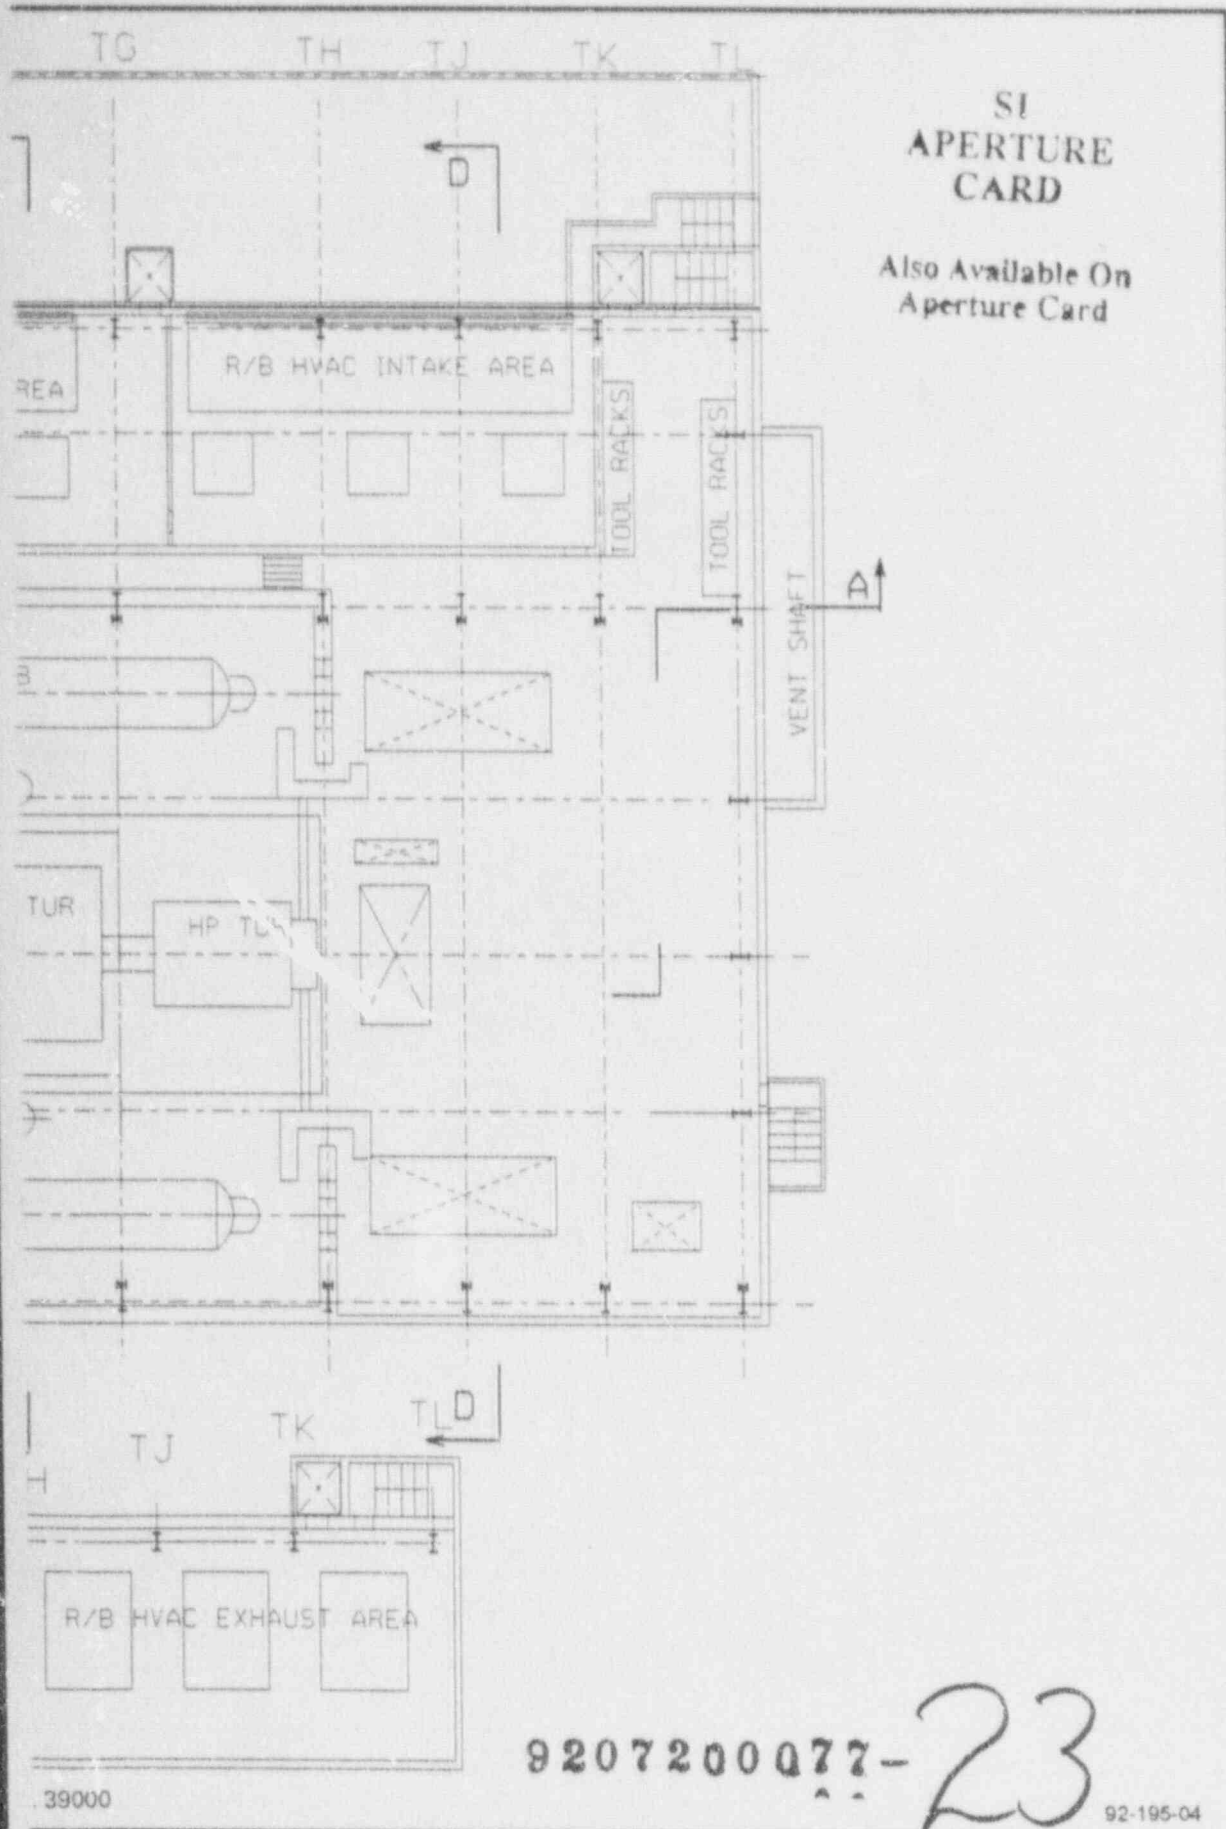 TG TH TJ TK TL
SI
APERTURE
CARD
Also Available On
Aperture Card
D
R/B HVAC INTAKE AREA
REA
TOOL RACKS
TOOL RACKS
A
VENT SHAFT
B
TUR
HP
TJ
TK
TL
D
H
R/B HVAC EXHAUST AREA
9207200077-23
39000
92-195-04